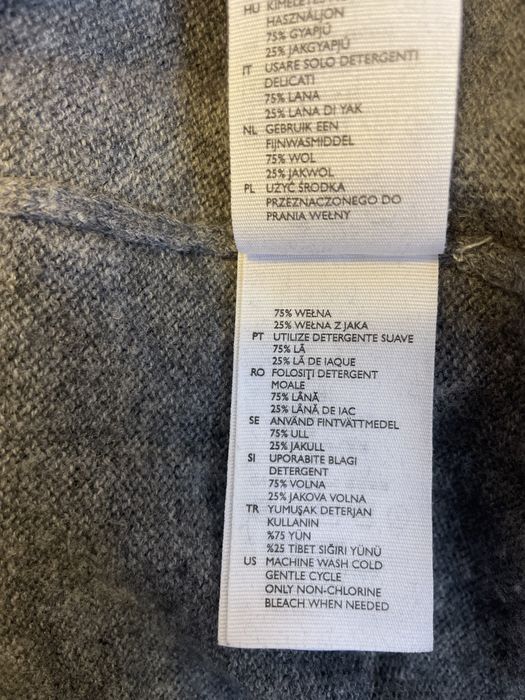 HU KIMÉLETES
HASZNÁLJON
75% GYAPJÚ
25% JAKGYAPJÚ
IT USARE SOLO DETERGENTI
DELICATI
75% LANA
25% LANA DI YAK
NL GEBRUIK EEN
FIJNWASMIDDEL
75% WOL
25% JAKWOL
PL UŻYĆ ŚRODKA
PRZEZNACZONEGO DO
PRANIA WEŁNY
75% WEŁNA
25% WEŁNA Z JAKA
PT UTILIZE DETERGENTE SUAVE
75% LÃ
25% LÃ DE IAQUE
RO FOLOSIŢI DETERGENT
MOALE
75% LÂNĂ
25% LÂNĂ DE IAC
SE ANVÄND FINTVÄTTMEDEL
75% ULL
25% JAKULL
SI UPORABITE BLAGI
DETERGENT
75% VOLNA
25% JAKOVA VOLNA
TR YUMUŞAK DETERJAN
KULLANIN
%75 YÜN
%25 TİBET SIĞIRI YÜNÜ
US MACHINE WASH COLD
GENTLE CYCLE
ONLY NON-CHLORINE
BLEACH WHEN NEEDED